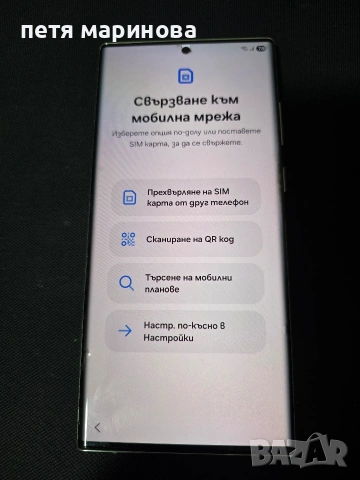 петя маринова
Свързване към
мобилна мрежа
Изберете опция по-долу или поставете
SIM карта, за да се свържете.
Прехвърляне на SIM
карта от друг телефон
Сканиране на QR код
Търсене на мобилни
планове
Настр. по-късно в
Настройки
BAZAR